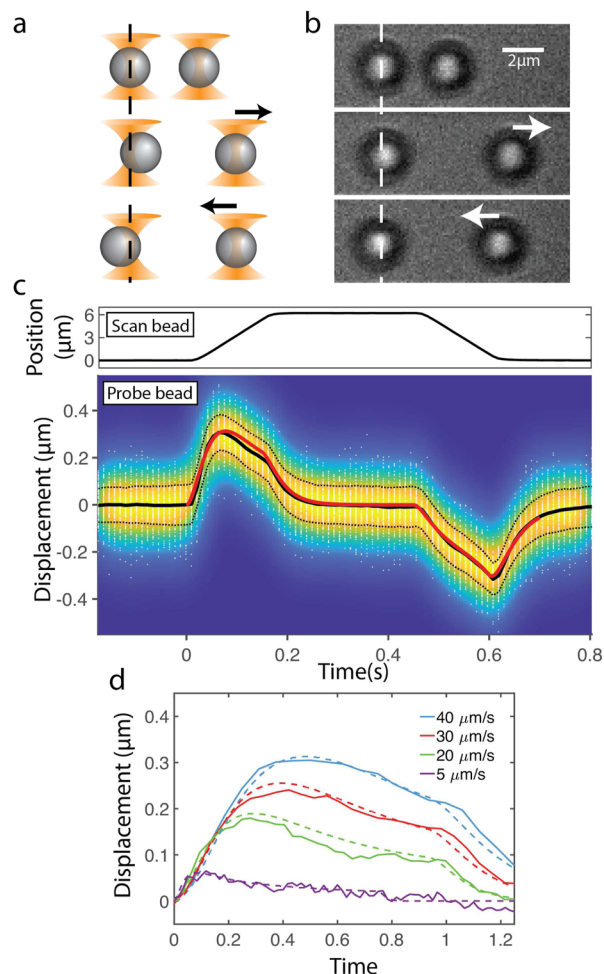 a
b
2μm
c
Position
(μm)
6
3
0
Scan bead
Probe bead
Displacement (μm)
0.4
0.2
0
-0.2
-0.4
0
0.2
0.4
0.6
0.8
Time(s)
d
Displacement (μm)
0.4
0.3
0.2
0.1
0
40 μm/s
30 μm/s
20 μm/s
5 μm/s
0
0.2
0.4
0.6
0.8
1
1.2
Time